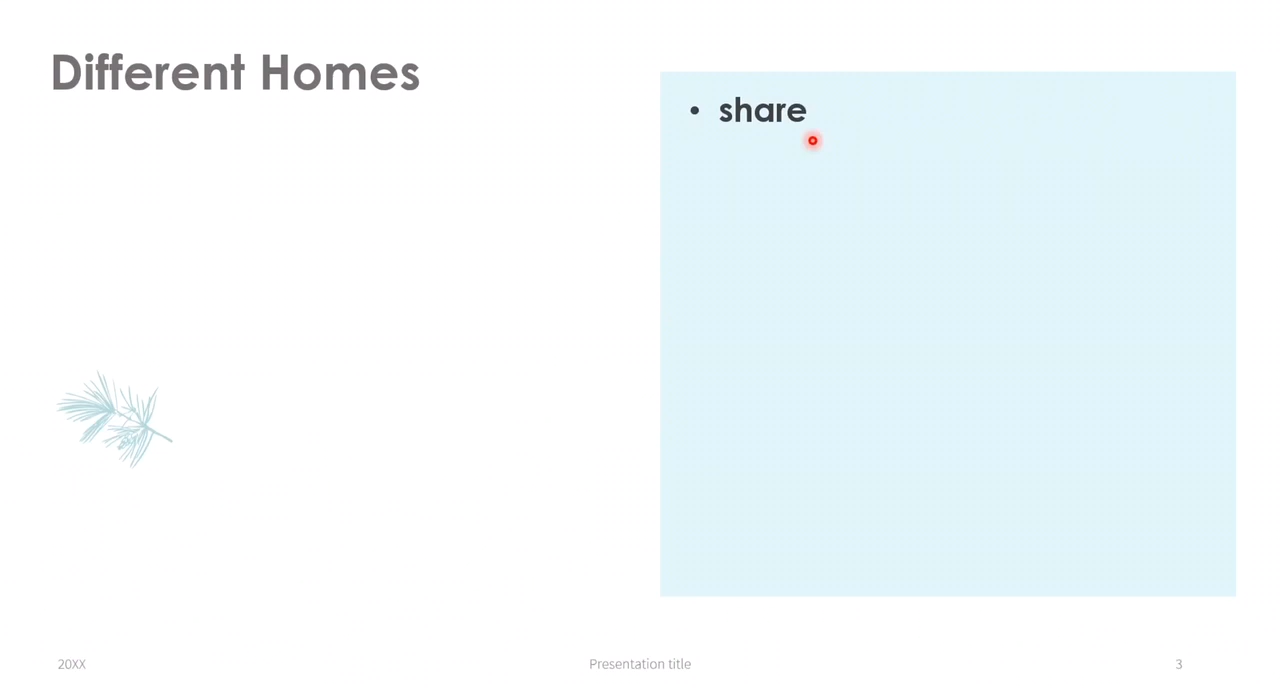 Different Homes
• share
20XX
Presentation title
3